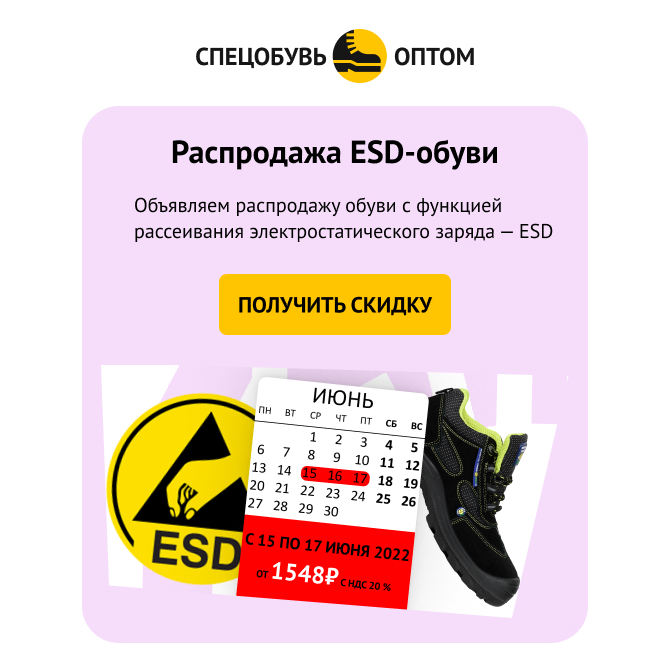 СПЕЦОБУВЬ ОПТОМ
Распродажа ESD-обуви
Объявляем распродажу обуви с функцией
рассеивания электростатического заряда — ESD
ПОЛУЧИТЬ СКИДКУ
ESD
ИЮНЬ
ПН ВТ СР ЧТ ПТ СБ ВС
1 2 3 4 5
6 7 8 9 10 11 12
13 14 15 16 17 18 19
20 21 22 23 24 25 26
27 28 29 30
С 15 ПО 17 ИЮНЯ 2022
ОТ 1548₽ С НДС 20 %